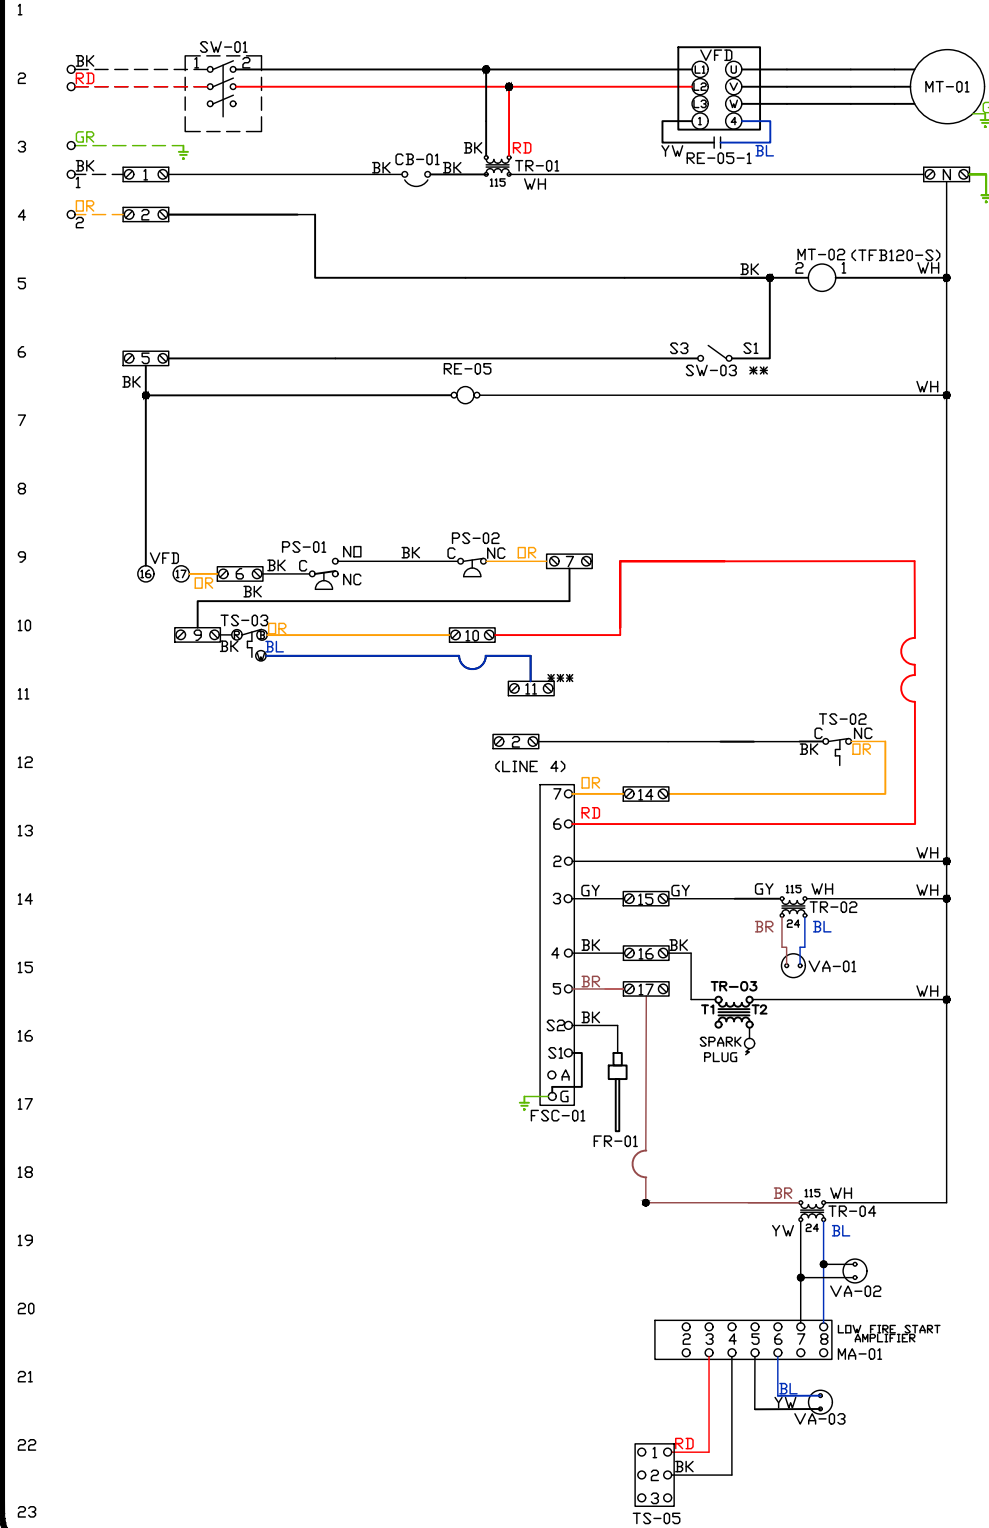 1
SW-01
BK 1 2 VFD
2 RD L1 U
L2 V MT-01
L3 W
1 4
3 GR BK RD YW RE-05-1 BL G
BK 1 1 BK CB-01 BK 115 TR-01 WH N
4 OR 2 2
MT-02 (TFB120-S)
5 BK 2 1 WH
6 5 S3 S1
SW-03 **
BK RE-05 WH
7
8
9 VFD PS-01 NO BK PS-02
C NC OR 7
16 17 OR 6 BK C NC
BK
10 TS-03
9 BK R B OR 10
W BL
11 11 ***
TS-02
2 C NC
BK OR
12 (LINE 4)
7 OR 14
13 6 RD
2 WH
14 3 GY 15 GY GY 115 WH WH
TR-02
BR 24 BL
15 4 BK 16 BK VA-01
5 BR 17 TR-03 WH
T1 T2
16 S2 BK SPARK
PLUG
S1
A
17 G
FSC-01
FR-01
18
BR 115 WH
TR-04
19 YW 24 BL
VA-02
20
2 3 4 5 6 7 8 LOW FIRE START
AMPLIFIER
MA-01
21
BL
YW
VA-03
22 1 RD
2 BK
23 3
TS-05